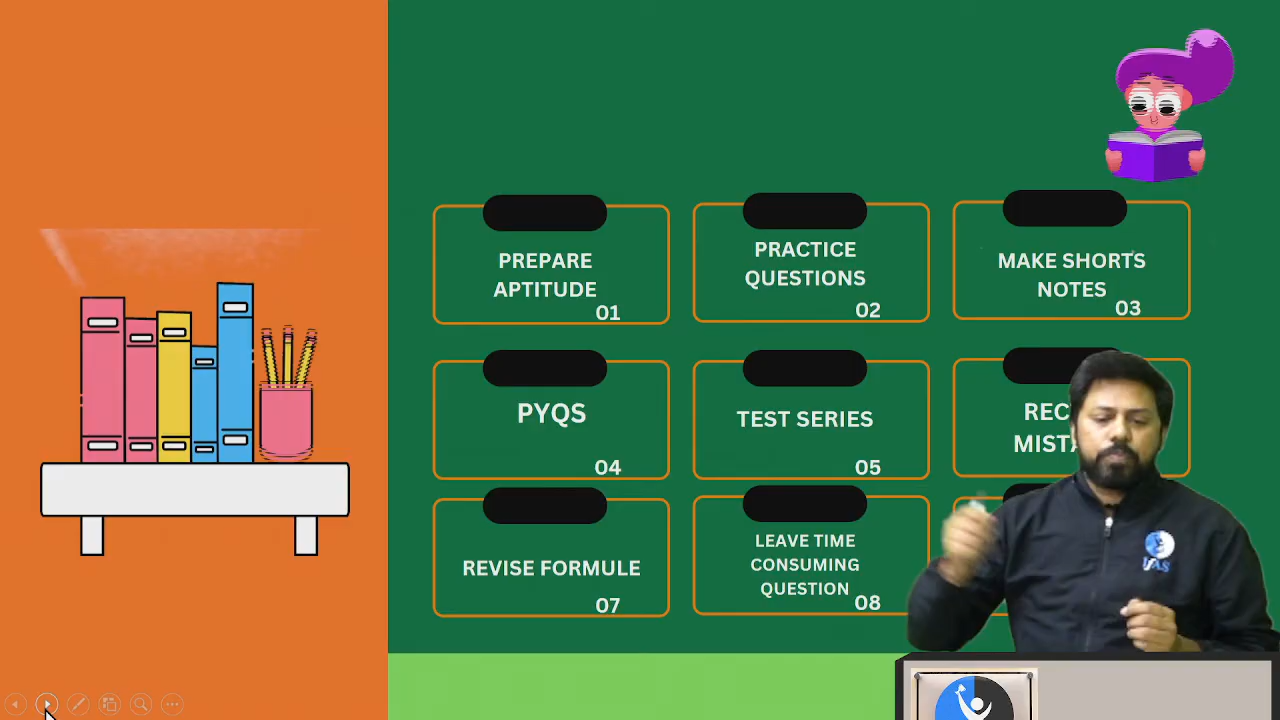 PREPARE
APTITUDE
01
PRACTICE
QUESTIONS
02
MAKE SHORTS
NOTES
03
PYQS
04
TEST SERIES
05
REVISE FORMULA
07
LEAVE TIME
CONSUMING
QUESTION
08